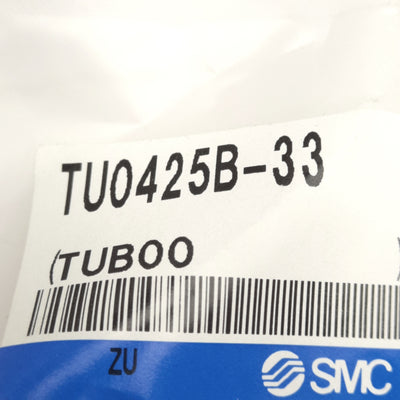 TU0425B-33
(TUBOO )
ZU SMC